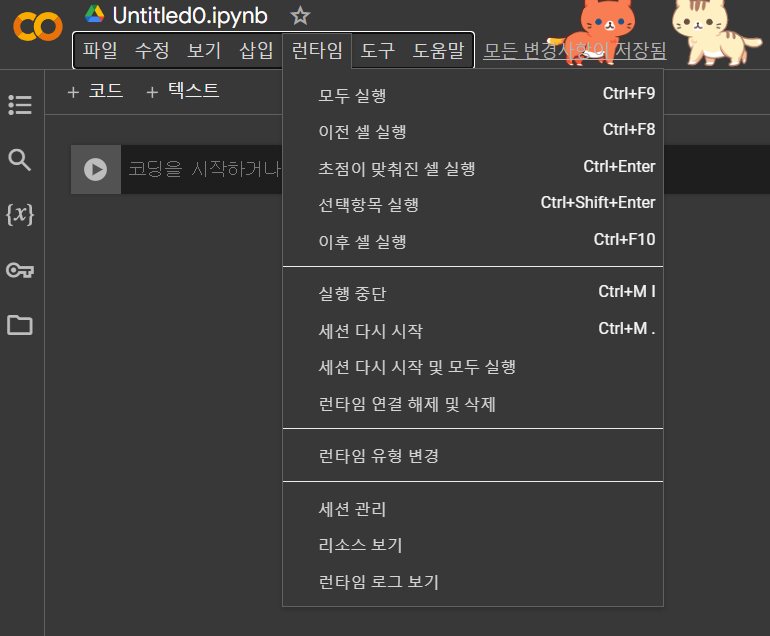 Untitled0.ipynb
파일 수정 보기 삽입 런타임 도구 도움말 모든 변경사항이 저장됨
+ 코드 + 텍스트
모두 실행 Ctrl+F9
이전 셀 실행 Ctrl+F8
초점이 맞춰진 셀 실행 Ctrl+Enter
코딩을 시작하거나
선택항목 실행 Ctrl+Shift+Enter
{x}
이후 셀 실행 Ctrl+F10
실행 중단 Ctrl+M I
세션 다시 시작 Ctrl+M .
세션 다시 시작 및 모두 실행
런타임 연결 해제 및 삭제
런타임 유형 변경
세션 관리
리소스 보기
런타임 로그 보기